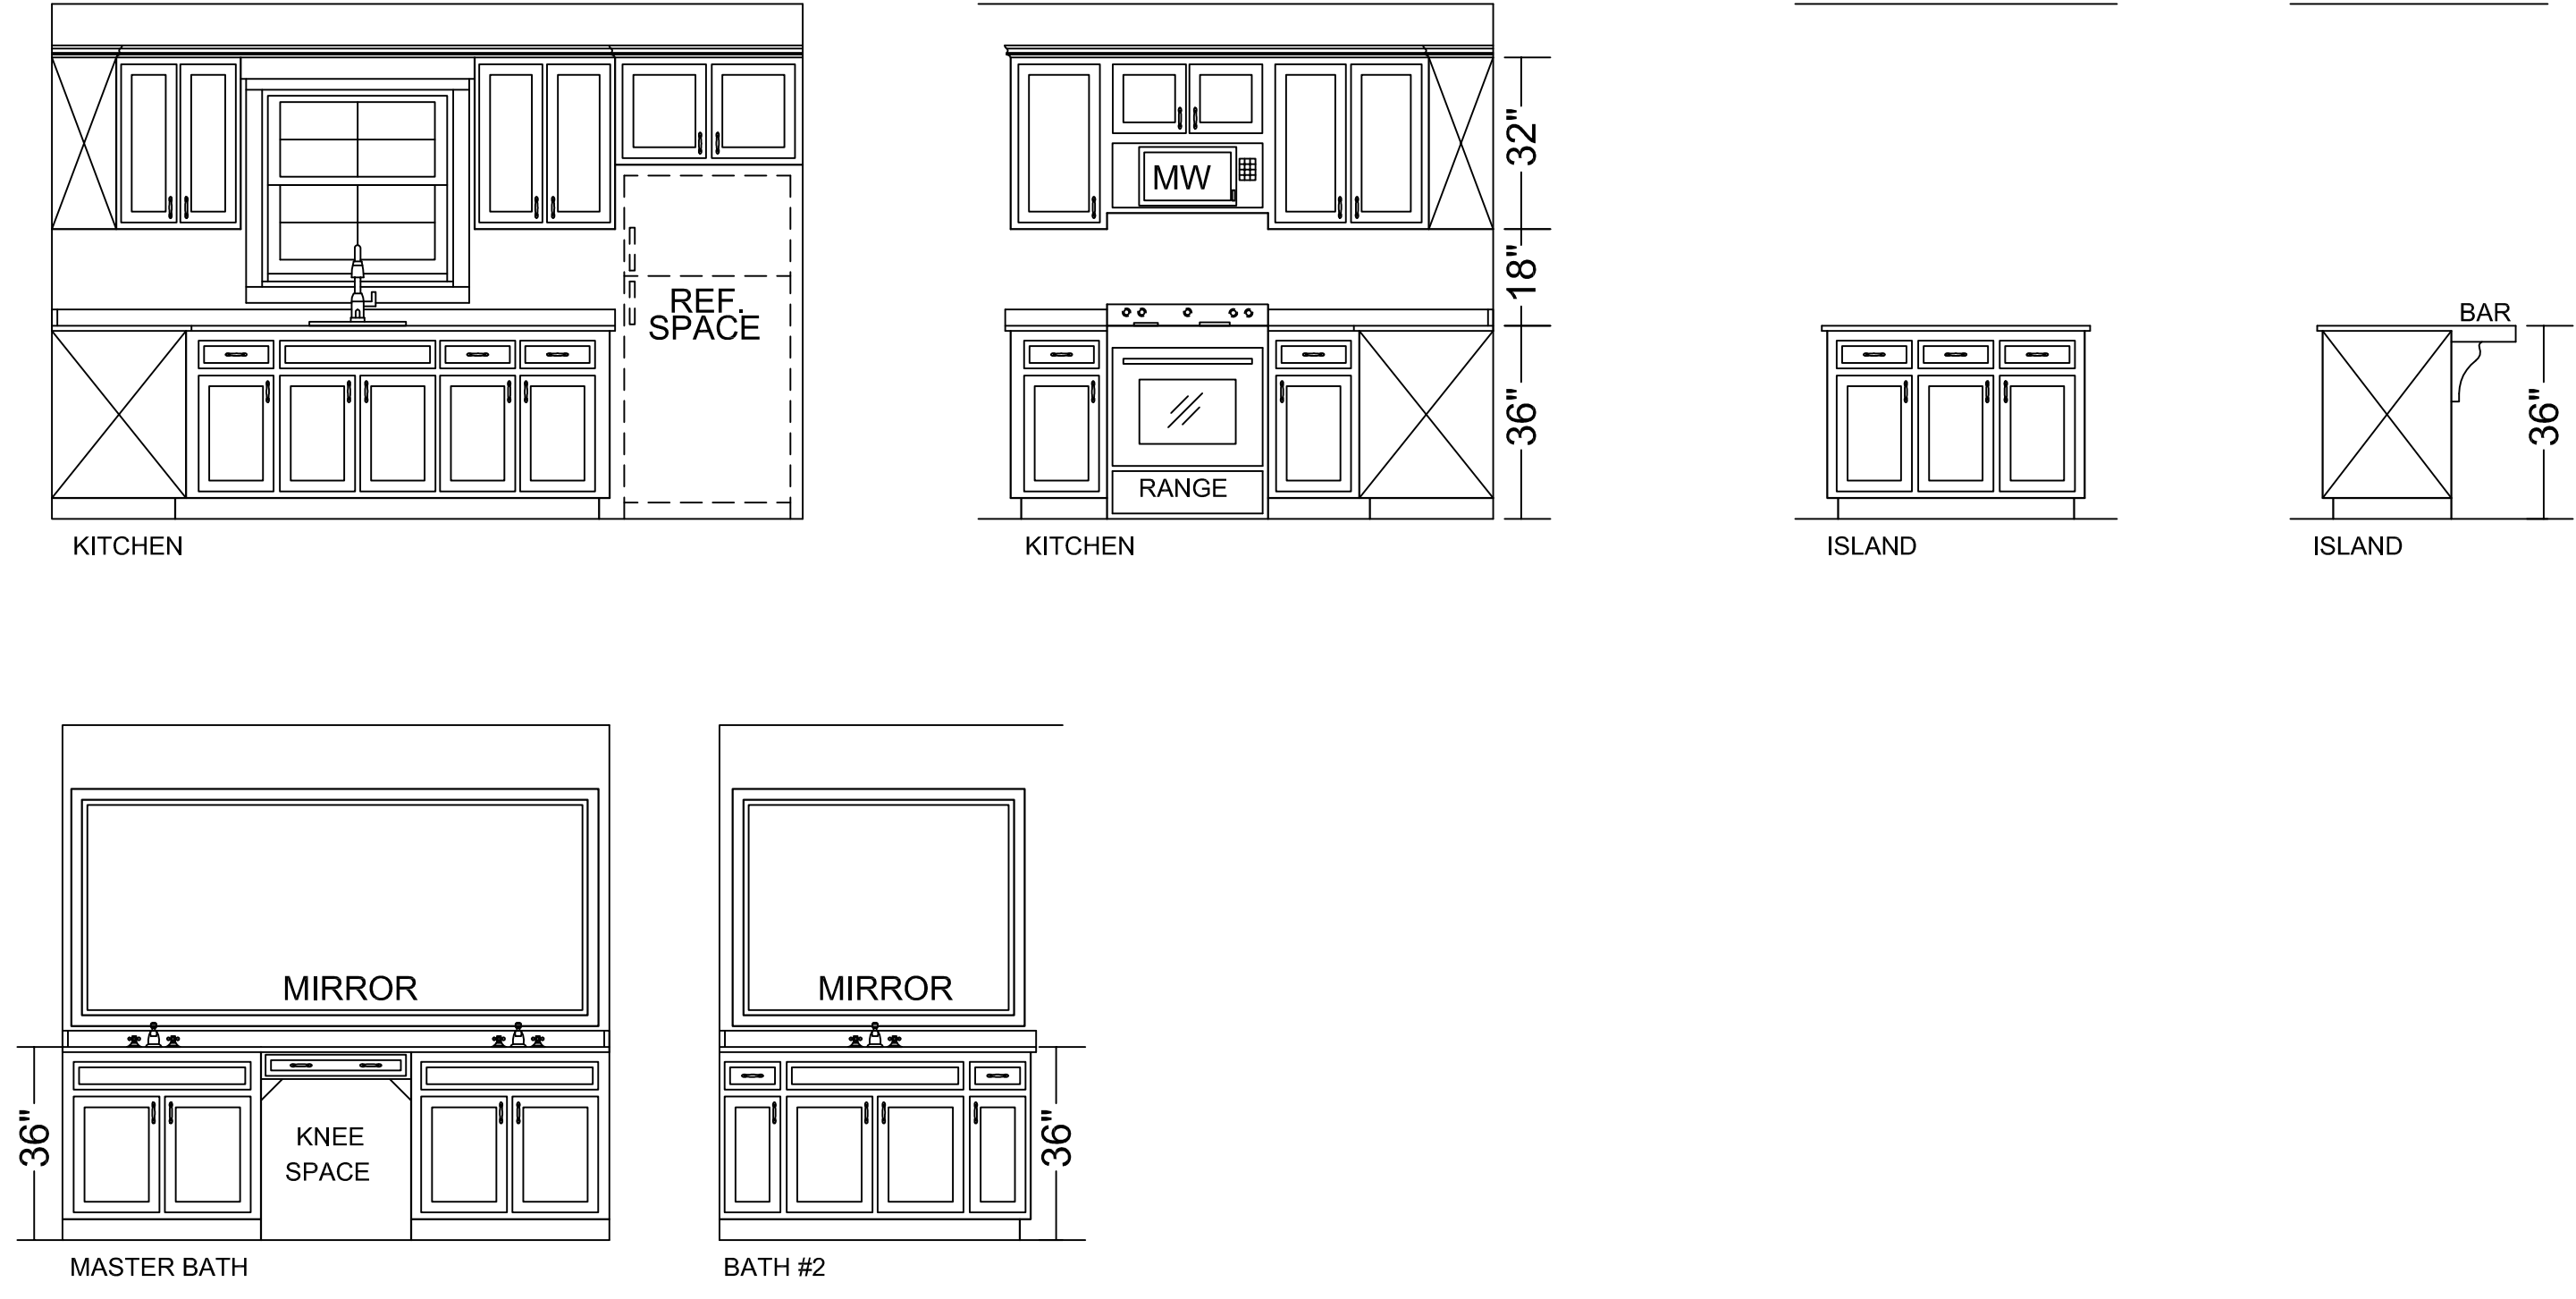 REF.
SPACE
KITCHEN
MW
RANGE
32"
18"
36"
KITCHEN
ISLAND
BAR
36"
ISLAND
MIRROR
KNEE
SPACE
36"
MASTER BATH
MIRROR
36"
BATH #2